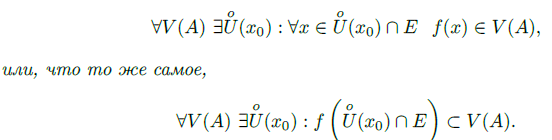 ∀V(A) ∃Ů(x₀) : ∀x ∈ Ů(x₀) ∩ E f(x) ∈ V(A),
или, что то же самое,
∀V(A) ∃Ů(x₀) : f(Ů(x₀) ∩ E) ⊂ V(A).